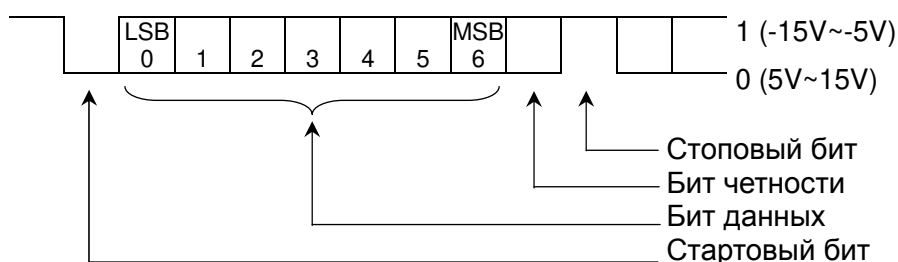 LSB MSB 1 (-15V~-5V)
0 1 2 3 4 5 6
0 (5V~15V)
Стоповый бит
Бит четности
Бит данных
Стартовый бит